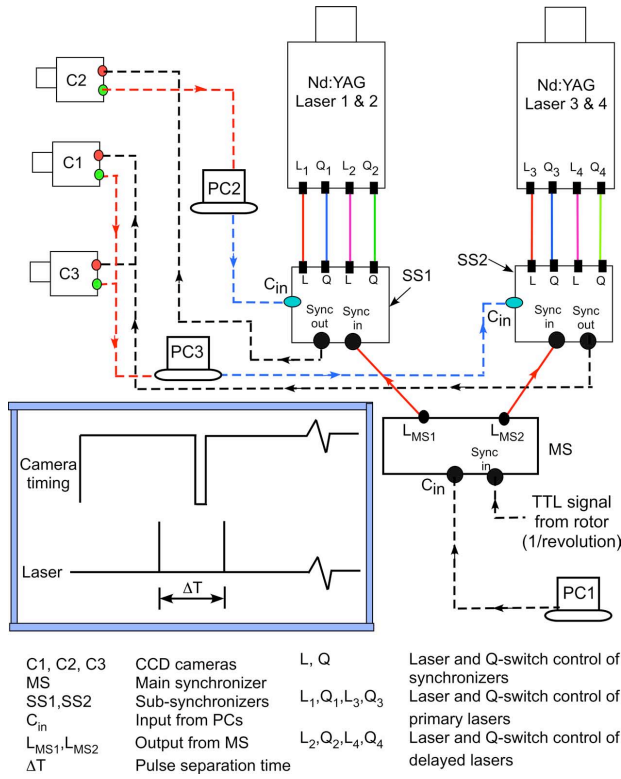 C2
Nd:YAG
Laser 1 & 2
Nd:YAG
Laser 3 & 4
C1
PC2
L1 Q1 L2 Q2
L3 Q3 L4 Q4
C3
L Q L Q
SS1
SS2
L Q L Q
Cin
Sync
out
Sync
in
Cin
Sync
in
Sync
out
PC3
LMS1
LMS2
MS
Sync
in
Cin
Camera
timing
TTL signal
from rotor
(1/revolution)
Laser
ΔT
PC1
C1, C2, C3 CCD cameras
MS Main synchronizer
SS1,SS2 Sub-synchronizers
Cin Input from PCs
LMS1,LMS2 Output from MS
ΔT Pulse separation time
L, Q Laser and Q-switch control of
synchronizers
L1,Q1,L3,Q3 Laser and Q-switch control of
primary lasers
L2,Q2,L4,Q4 Laser and Q-switch control of
delayed lasers